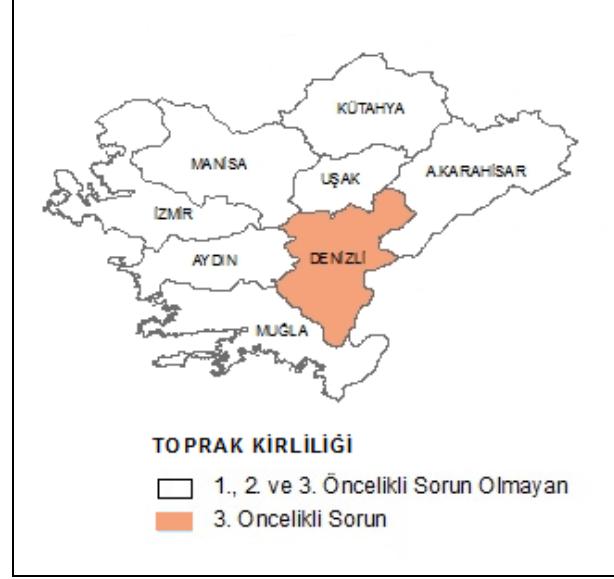 KÜTAHYA
MANİSA
UŞAK
A.KARAHİSAR
İZMİR
AYDIN
DENİZLİ
MUĞLA
TOPRAK KİRLİLİĞİ
1., 2. ve 3. Öncelikli Sorun Olmayan
3. Oncelikli Sorun